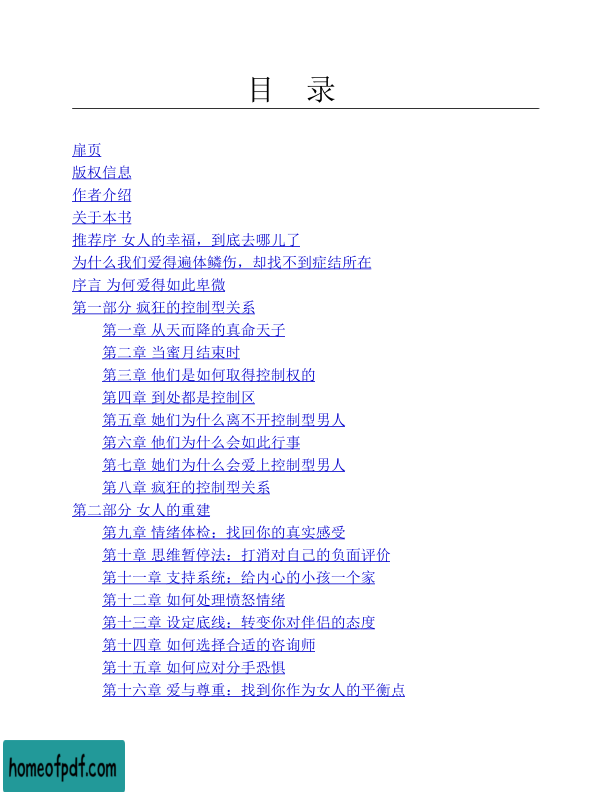 目 录
扉页
版权信息
作者介绍
关于本书
推荐序 女人的幸福，到底去哪儿了
为什么我们爱得遍体鳞伤，却找不到症结所在
序言 为何爱得如此卑微
第一部分 疯狂的控制型关系
第一章 从天而降的真命天子
第二章 当蜜月结束时
第三章 他们是如何取得控制权的
第四章 到处都是控制区
第五章 她们为什么离不开控制型男人
第六章 他们为什么会如此行事
第七章 她们为什么会爱上控制型男人
第八章 疯狂的控制型关系
第二部分 女人的重建
第九章 情绪体检：找回你的真实感受
第十章 思维暂停法：打消对自己的负面评价
第十一章 支持系统：给内心的小孩一个家
第十二章 如何处理愤怒情绪
第十三章 设定底线：转变你对伴侣的态度
第十四章 如何选择合适的咨询师
第十五章 如何应对分手恐惧
第十六章 爱与尊重：找到你作为女人的平衡点
homeofpdf.com